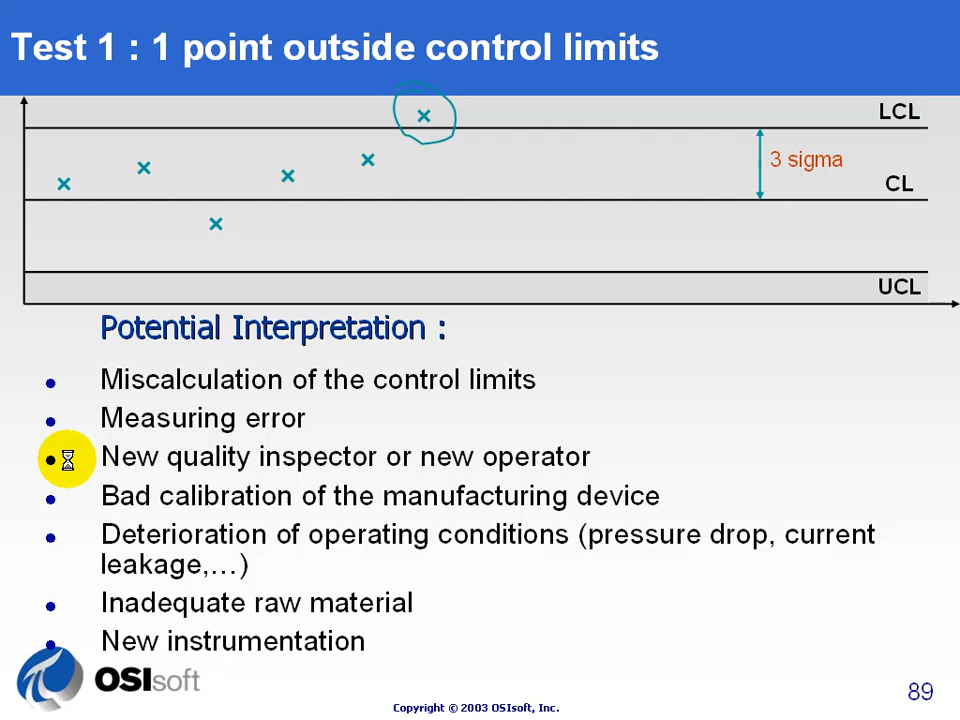 Test 1 : 1 point outside control limits
LCL
3 sigma
CL
UCL
Potential Interpretation :
Miscalculation of the control limits
Measuring error
New quality inspector or new operator
Bad calibration of the manufacturing device
Deterioration of operating conditions (pressure drop, current
leakage,…)
Inadequate raw material
New instrumentation
OSIsoft
89
Copyright © 2003 OSIsoft, Inc.